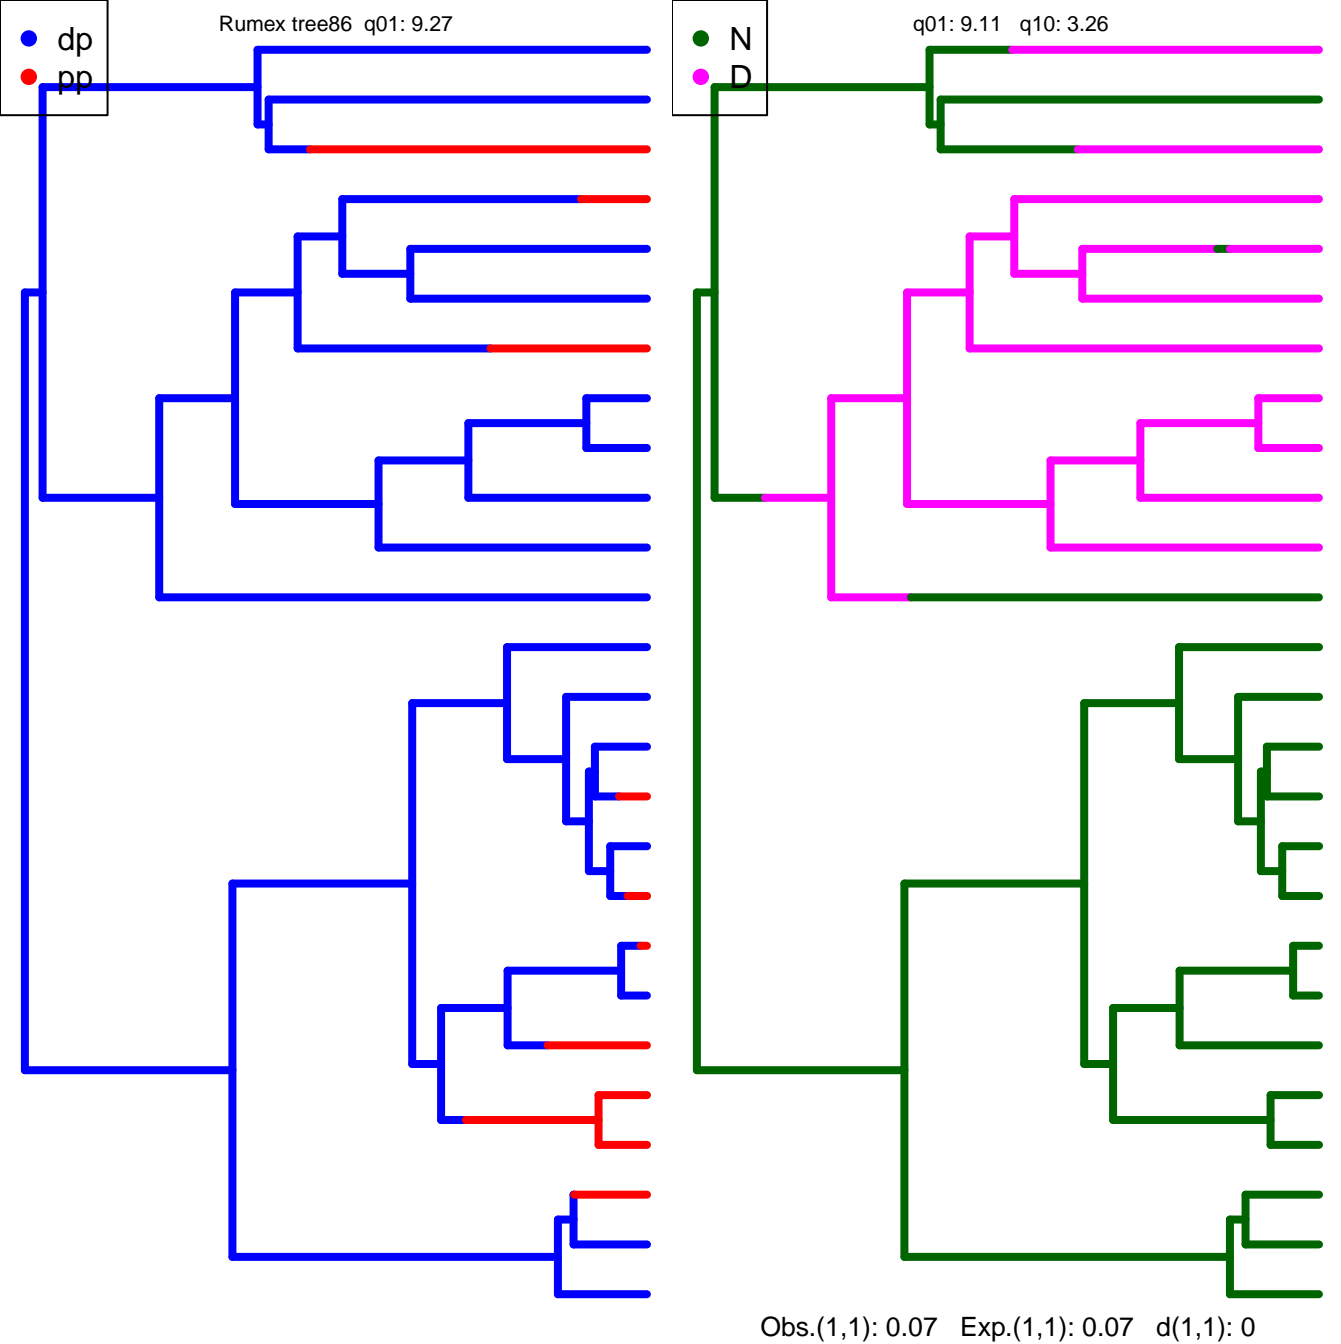 Rumex tree86 q01: 9.27
dp
pp
q01: 9.11 q10: 3.26
N
D
Obs.(1,1): 0.07 Exp.(1,1): 0.07 d(1,1): 0